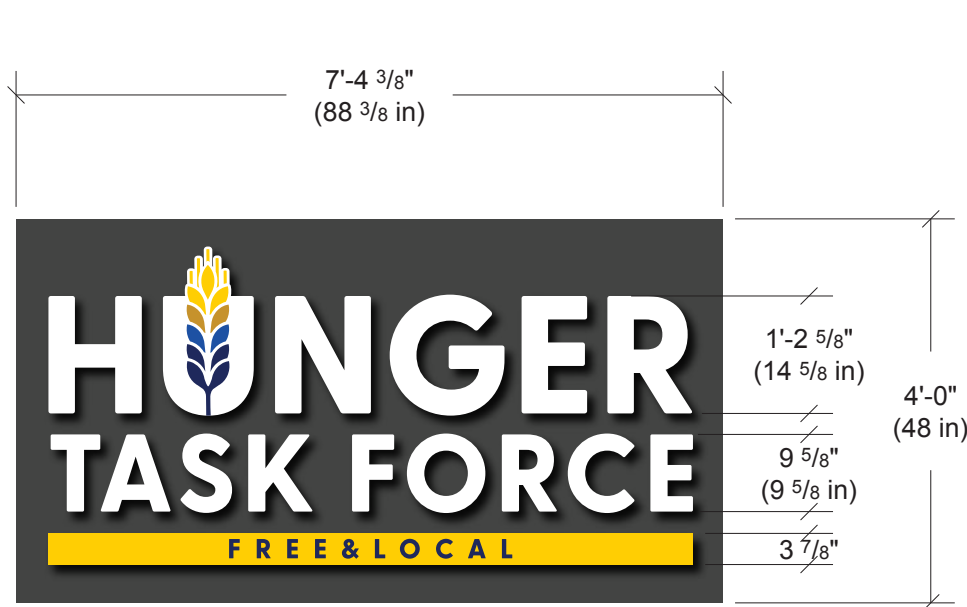 7'-4 3/8"
(88 3/8 in)
HUNGER
TASK FORCE
FREE&LOCAL
1'-2 5/8"
(14 5/8 in)
9 5/8"
(9 5/8 in)
3 7/8"
4'-0"
(48 in)